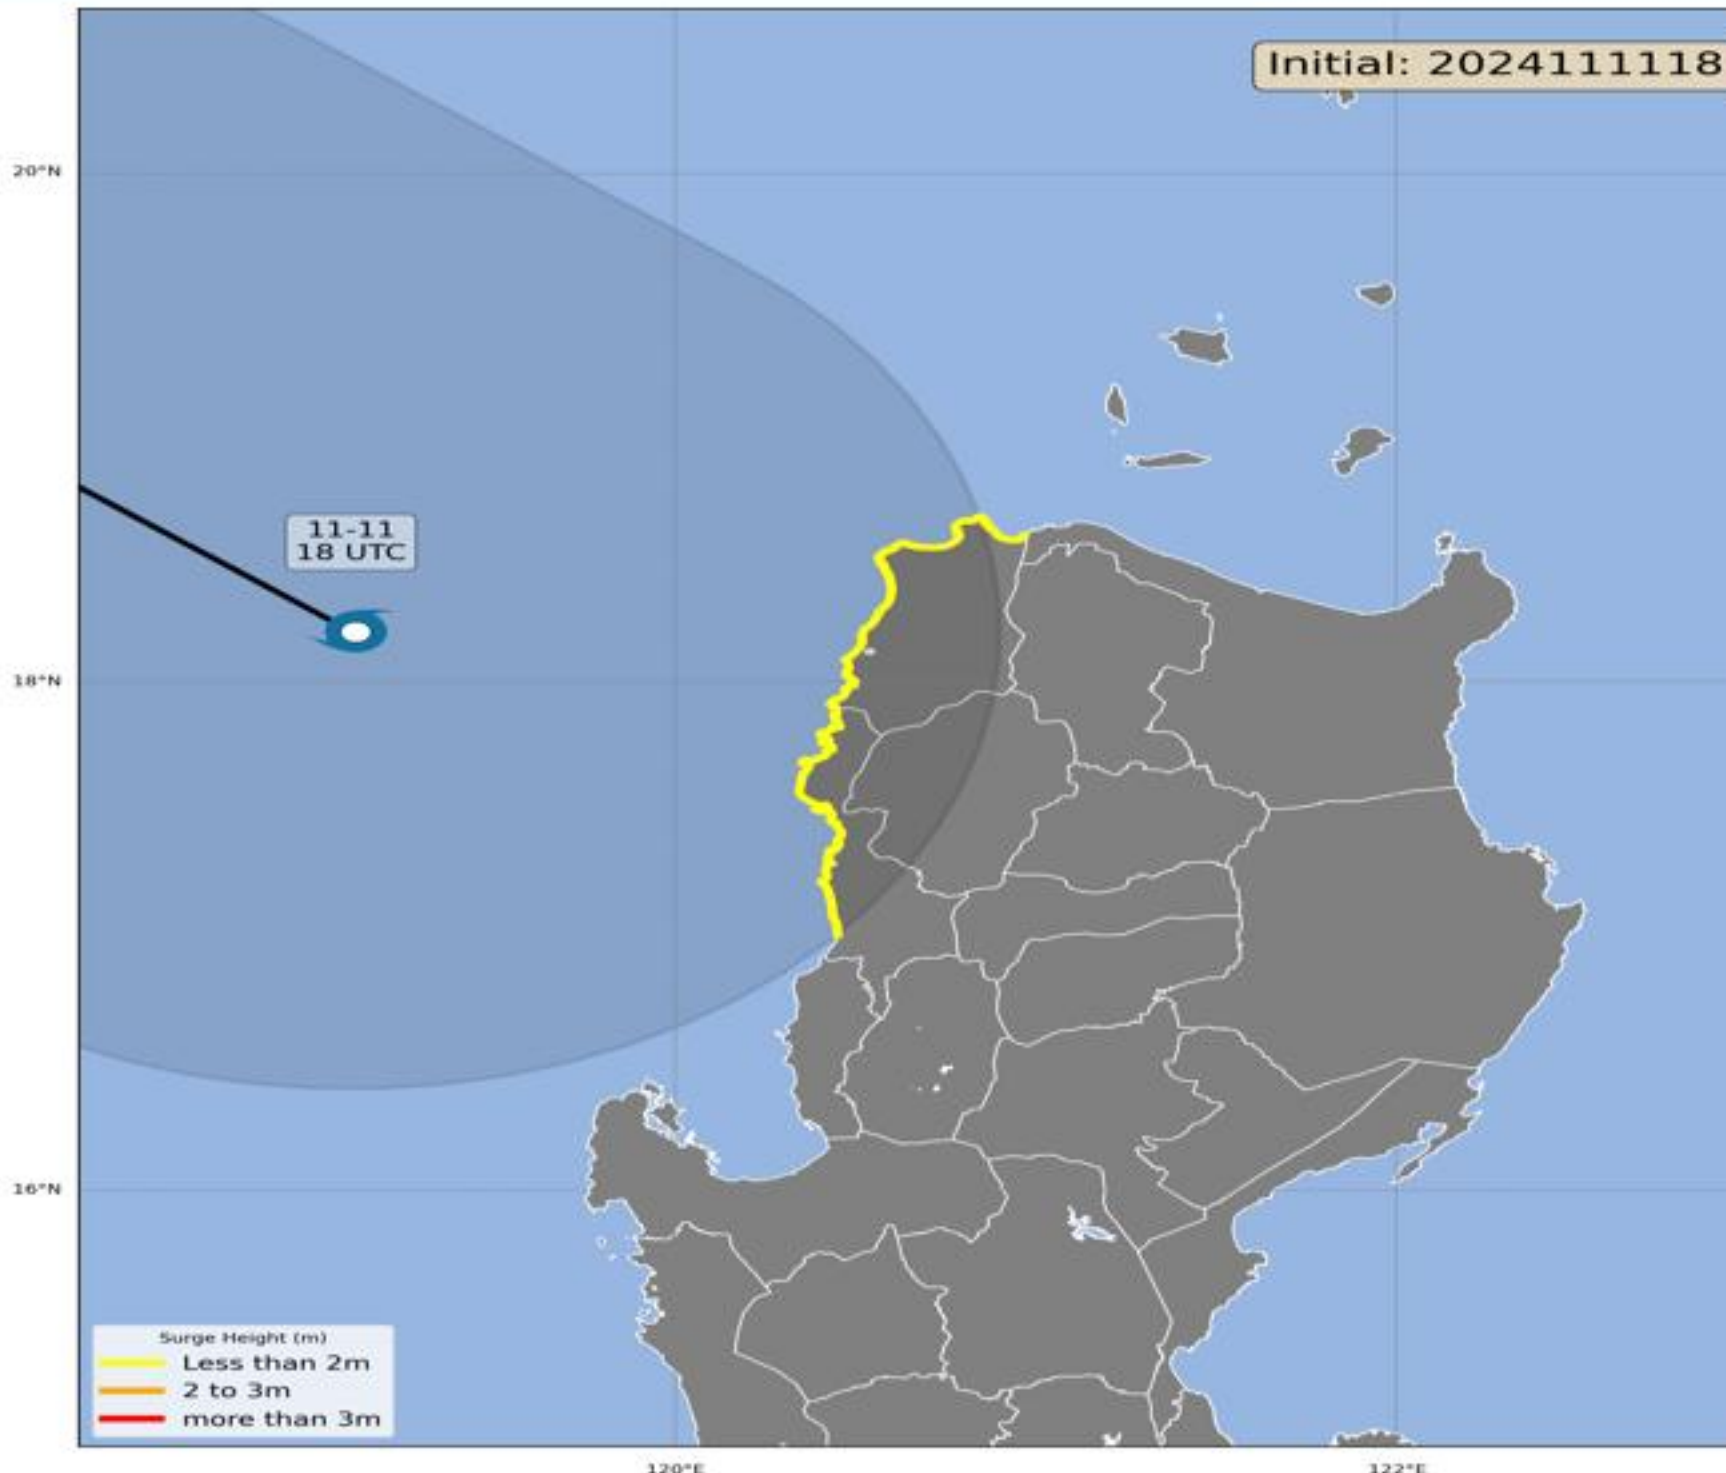 Initial: 2024111118
20°N
11-11
18 UTC
18°N
16°N
Surge Height (m)
Less than 2m
2 to 3m
more than 3m
120°E
122°E